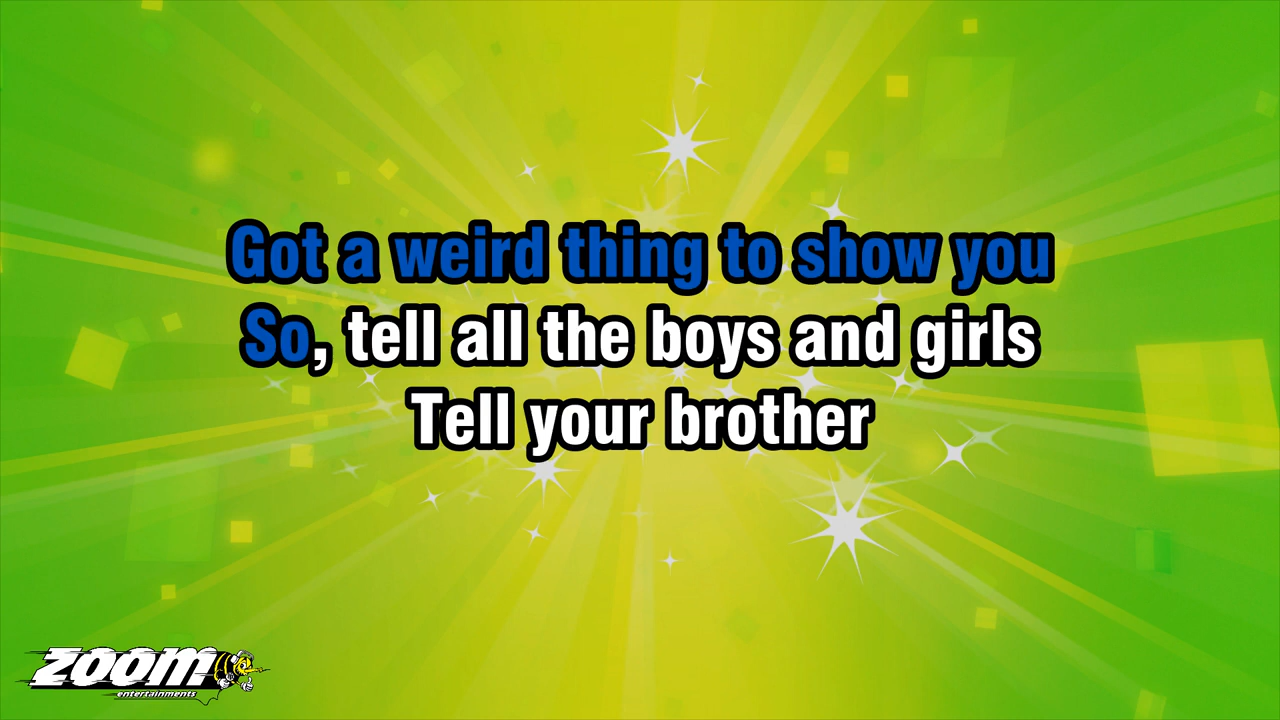 Got a weird thing to show you
So, tell all the boys and girls
Tell your brother
zoom
entertainments